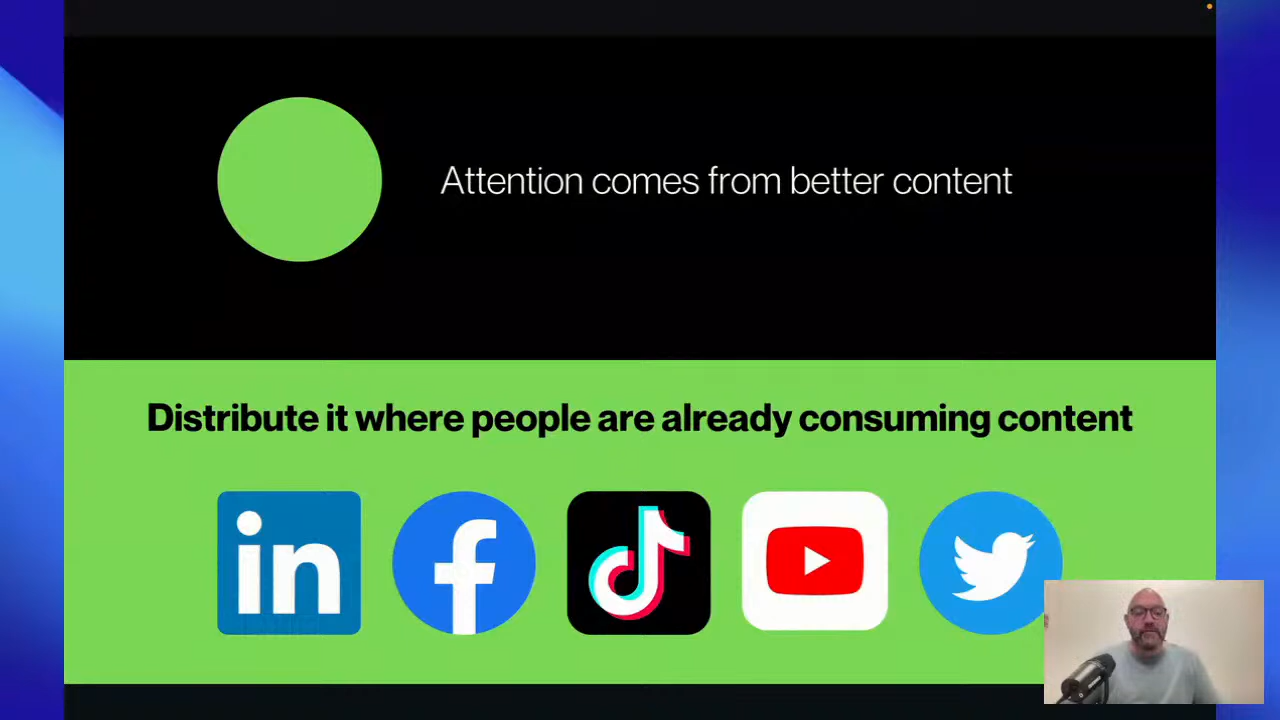 Attention comes from better content
Distribute it where people are already consuming content
in